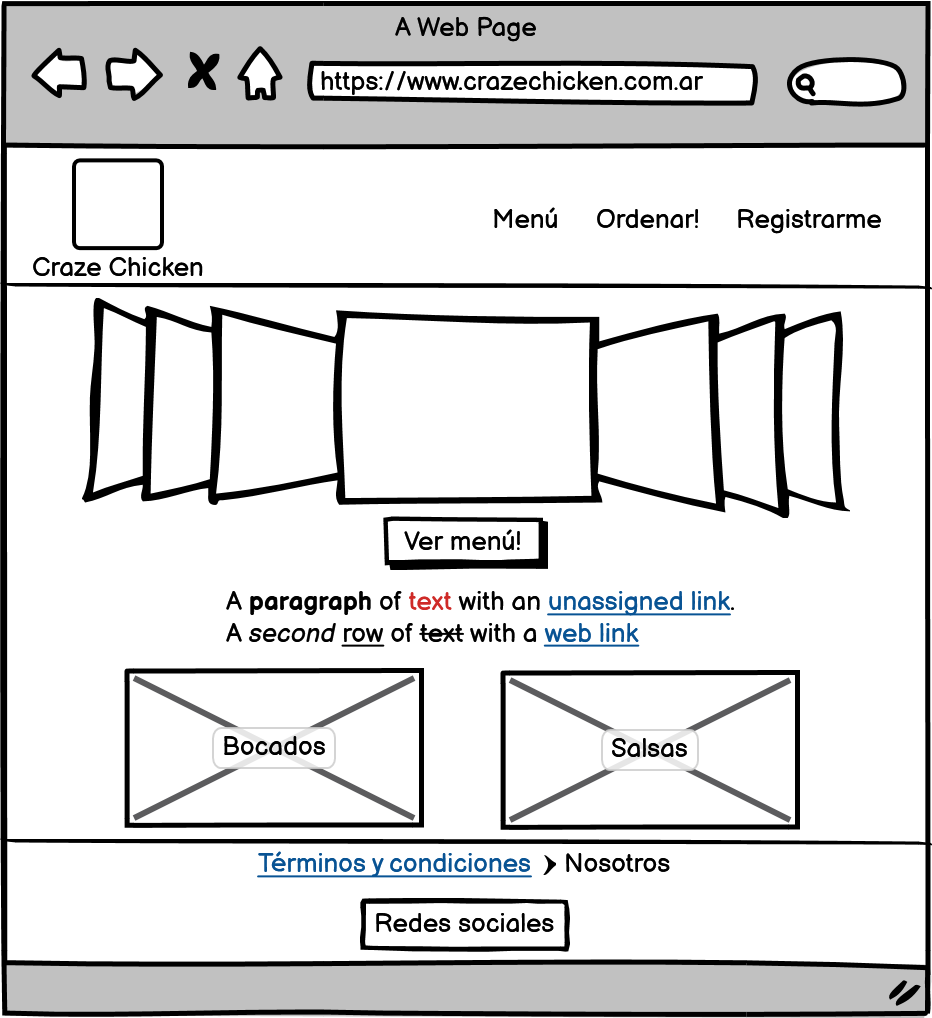 A Web Page
https://www.crazechicken.com.ar
Menú Ordenar! Registrarme
Craze Chicken
Ver menú!
A paragraph of text with an unassigned link.
A second row of text with a web link
Bocados
Salsas
Términos y condiciones Nosotros
Redes sociales